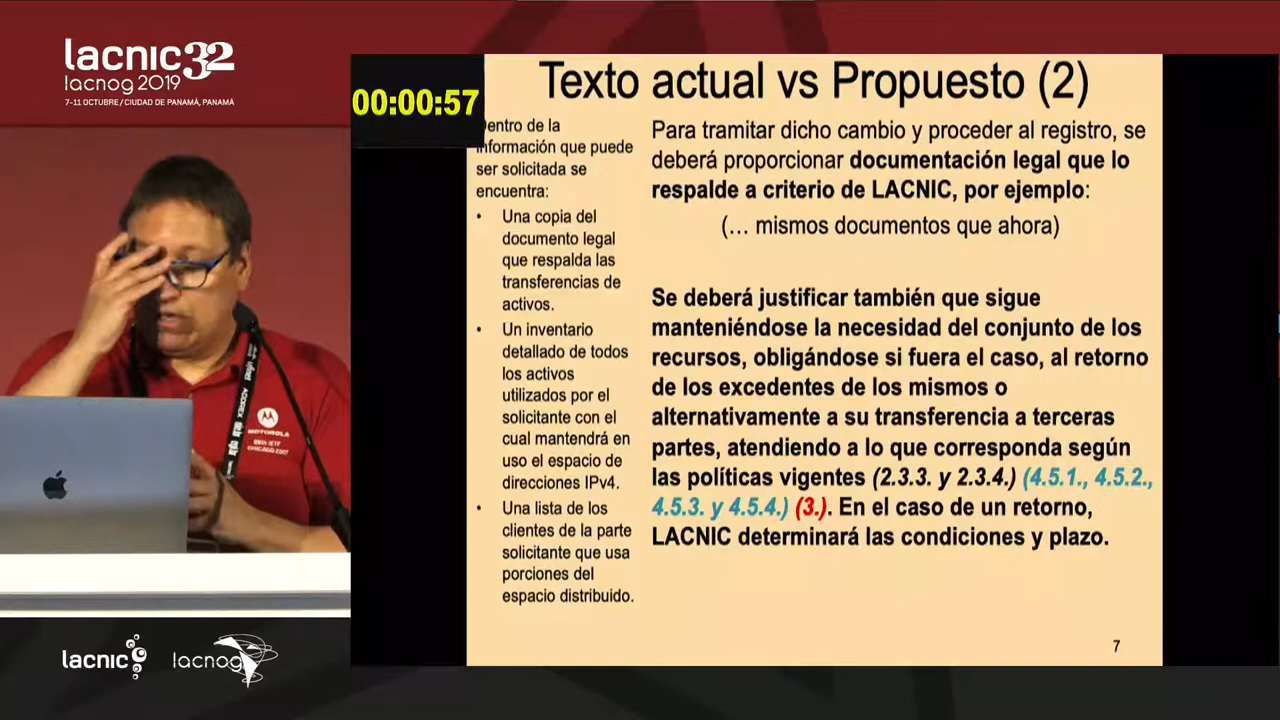 lacnic32
lacnog 2019
7-11 OCTUBRE / CIUDAD DE PANAMÁ, PANAMÁ
00:00:57
Texto actual vs Propuesto (2)
Dentro de la
información que puede
ser solicitada se
encuentra:
• Una copia del
documento legal
que respalda las
transferencias de
activos.
• Un inventario
detallado de todos
los activos
utilizados por el
solicitante con el
cual mantendrá en
uso el espacio de
direcciones IPv4.
• Una lista de los
clientes de la parte
solicitante que usa
porciones del
espacio distribuido.
Para tramitar dicho cambio y proceder al registro, se
deberá proporcionar documentación legal que lo
respalde a criterio de LACNIC, por ejemplo:
(… mismos documentos que ahora)
Se deberá justificar también que sigue
manteniéndose la necesidad del conjunto de los
recursos, obligándose si fuera el caso, al retorno
de los excedentes de los mismos o
alternativamente a su transferencia a terceras
partes, atendiendo a lo que corresponda según
las políticas vigentes (2.3.3. y 2.3.4.) (4.5.1., 4.5.2.,
4.5.3. y 4.5.4.) (3.). En el caso de un retorno,
LACNIC determinará las condiciones y plazo.
7
MOTOROLA
CHICAGO 2007
lacnic
lacnog